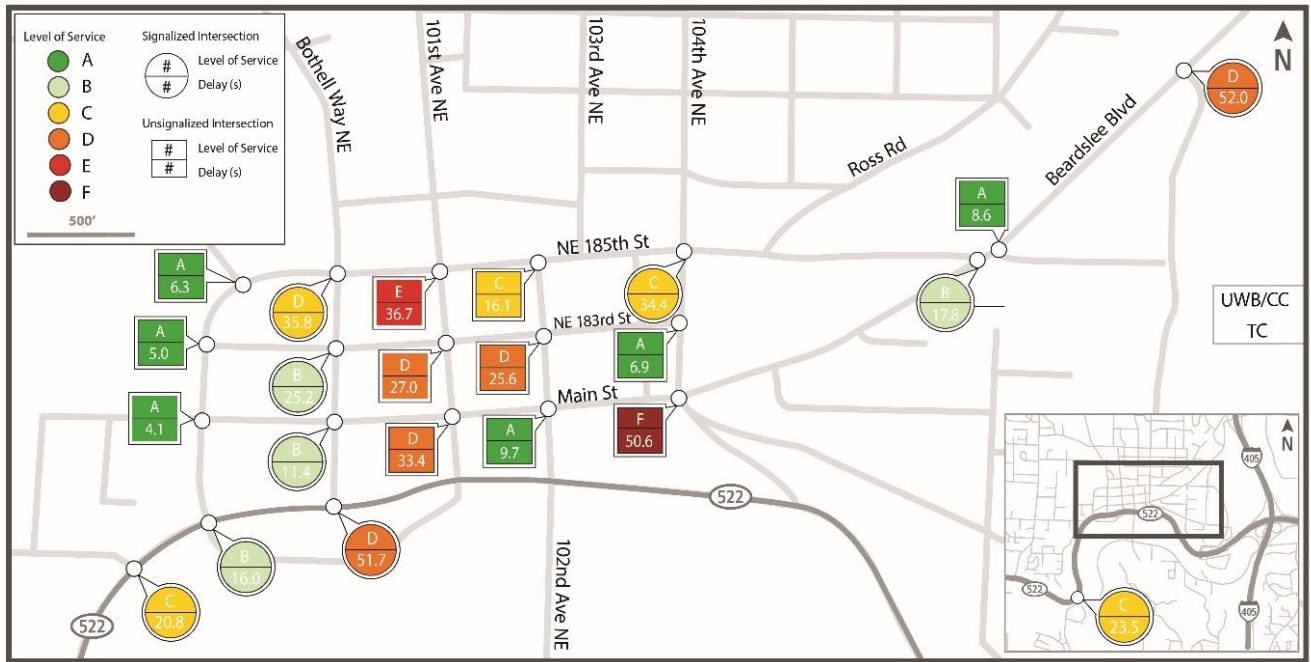 Level of Service
A
B
C
D
E
F
500'
Signalized Intersection
# Level of Service
# Delay (s)
Unsignalized Intersection
# Level of Service
# Delay (s)
Bothell Way NE
101st Ave NE
103rd Ave NE
104th Ave NE
Ross Rd
Beardslee Blvd
N
D
52.0
A
8.6
B
17.8
NE 185th St
A
6.3
D
35.8
E
36.7
C
16.1
C
34.4
NE 183rd St
A
5.0
B
25.2
D
27.0
D
25.6
A
6.9
Main St
A
4.1
B
11.4
D
33.4
A
9.7
F
50.6
UWB/CC
TC
522
B
16.0
D
51.7
C
20.8
522
102nd Ave NE
N
405
522
522
405
C
23.5